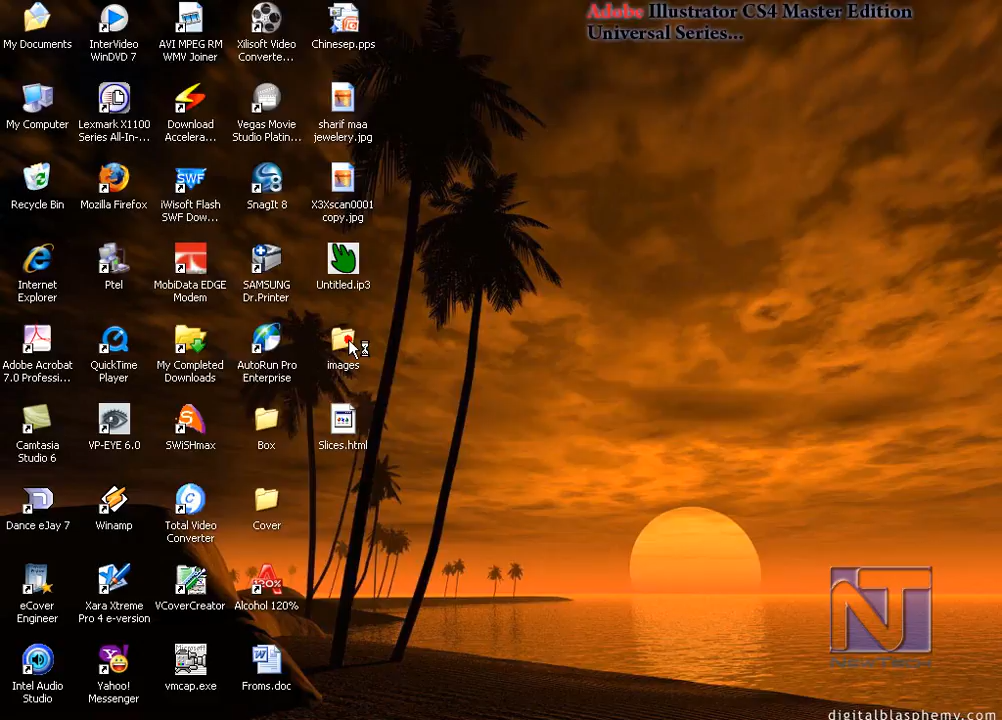 Adobe Illustrator CS4 Master Edition
Universal Series...
My Documents
InterVideo
WinDVD 7
AVI MPEG RM
WMV Joiner
Xilisoft Video
Converte...
Chinesep.pps
My Computer
Lexmark X1100
Series All-In-...
Download
Accelera...
Vegas Movie
Studio Platin...
sharif maa
jewelery.jpg
Recycle Bin
Mozilla Firefox
SWF
iWisoft Flash
SWF Dow...
SnagIt 8
X3Xscan0001
copy.jpg
Internet
Explorer
Ptel
MobiData EDGE
Modem
SAMSUNG
Dr.Printer
Untitled.ip3
Adobe Acrobat
7.0 Professi...
QuickTime
Player
My Completed
Downloads
AutoRun Pro
Enterprise
images
Camtasia
Studio 6
VP-EYE 6.0
SWiSHmax
Box
Slices.html
Dance eJay 7
Winamp
Total Video
Converter
Cover
eCover
Engineer
Xara Xtreme
Pro 4 e-version
VCoverCreator
120%
Alcohol 120%
Intel Audio
Studio
Yahoo!
Messenger
Microsoft
vmcap.exe
Froms.doc
NT
digitalblasphemy.com